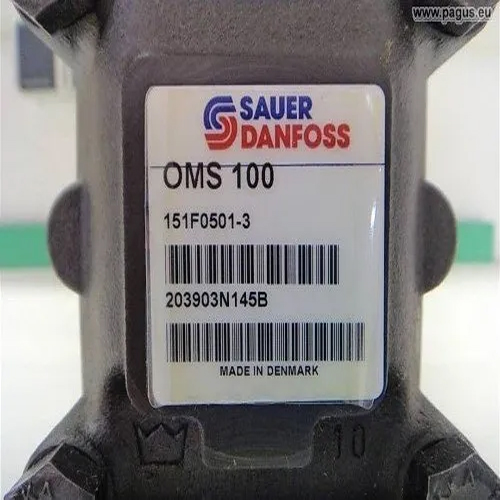 www.pagus.eu
SAUER
DANFOSS
OMS 100
151F0501-3
203903N145B
MADE IN DENMARK
10